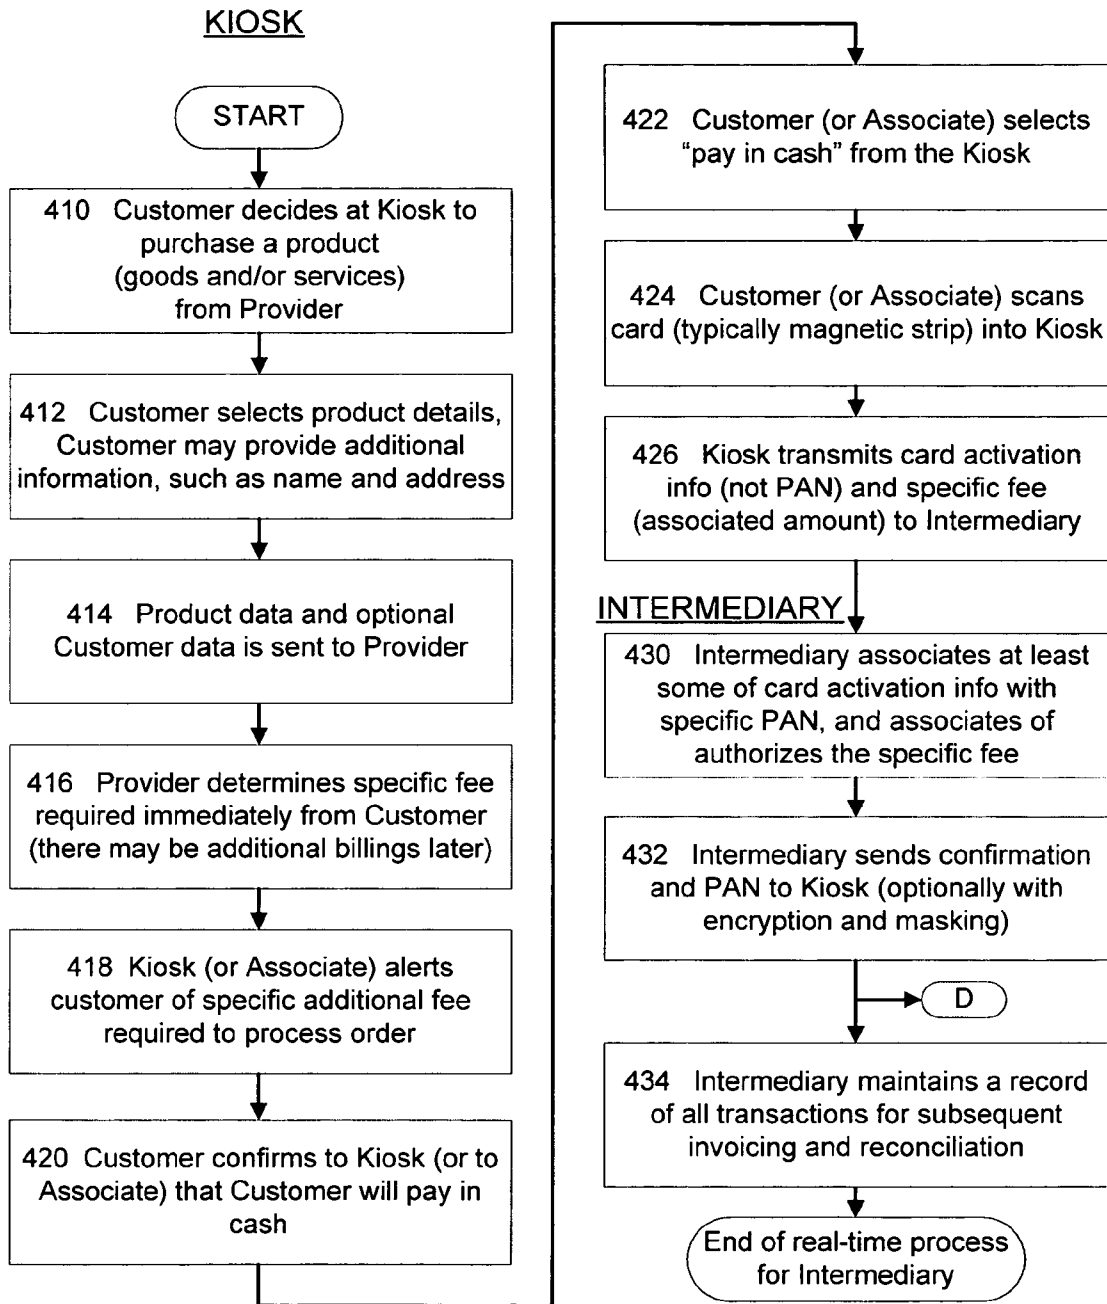 KIOSK
START
410 Customer decides at Kiosk to
purchase a product
(goods and/or services)
from Provider
412 Customer selects product details,
Customer may provide additional
information, such as name and address
414 Product data and optional
Customer data is sent to Provider
416 Provider determines specific fee
required immediately from Customer
(there may be additional billings later)
418 Kiosk (or Associate) alerts
customer of specific additional fee
required to process order
420 Customer confirms to Kiosk (or to
Associate) that Customer will pay in
cash
422 Customer (or Associate) selects
“pay in cash” from the Kiosk
424 Customer (or Associate) scans
card (typically magnetic strip) into Kiosk
426 Kiosk transmits card activation
info (not PAN) and specific fee
(associated amount) to Intermediary
INTERMEDIARY
430 Intermediary associates at least
some of card activation info with
specific PAN, and associates of
authorizes the specific fee
432 Intermediary sends confirmation
and PAN to Kiosk (optionally with
encryption and masking)
D
434 Intermediary maintains a record
of all transactions for subsequent
invoicing and reconciliation
End of real-time process
for Intermediary